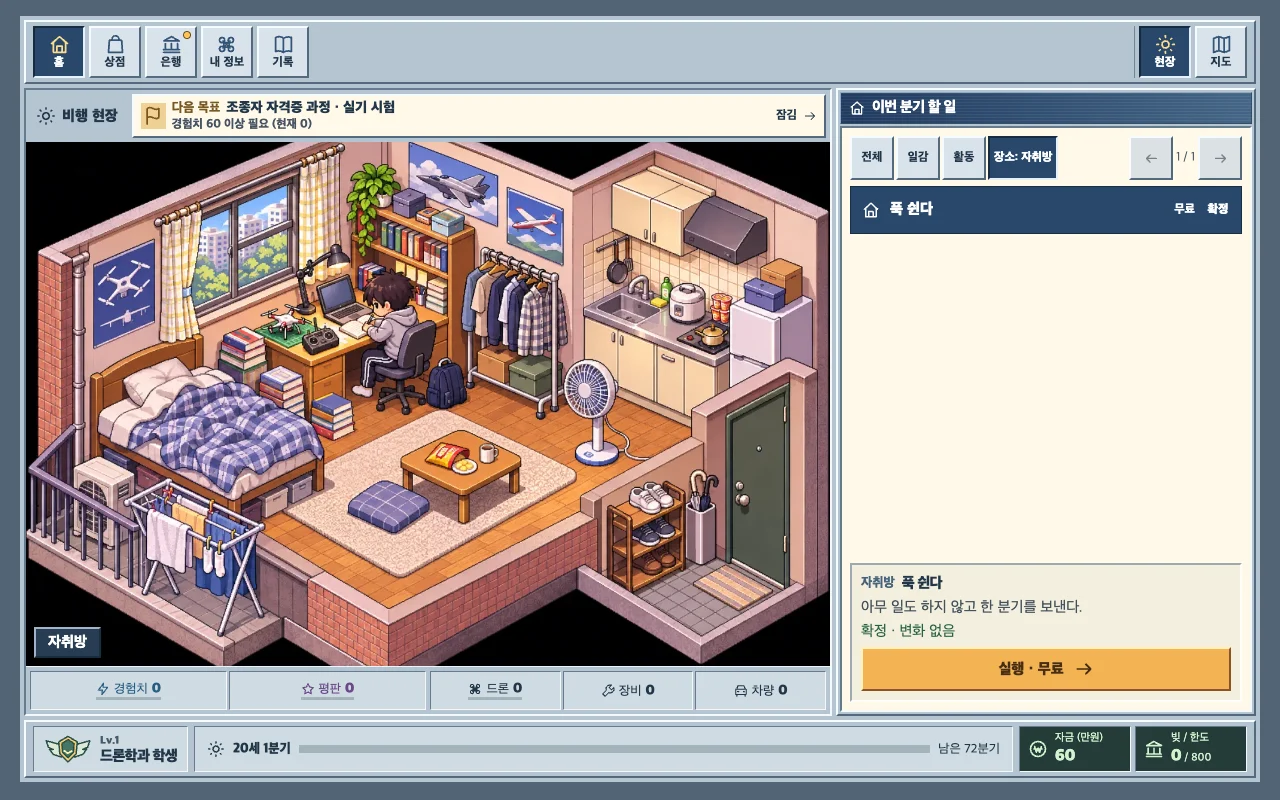 홈
상점
은행
내 정보
기록
현장
지도
비행 현장
다음 목표 조종자 자격증 과정 · 실기 시험
경험치 60 이상 필요 (현재 0)
잠김 →
이번 분기 할 일
전체
일감
활동
장소: 자취방
←
1 / 1
→
푹 쉰다
무료 확정
자취방
자취방 푹 쉰다
아무 일도 하지 않고 한 분기를 보낸다.
확정 · 변화 없음
실행 · 무료 →
경험치 0
평판 0
드론 0
장비 0
차량 0
Lv.1
드론학과 학생
20세 1분기
남은 72분기
자금 (만원)
60
빚 / 한도
0 / 800